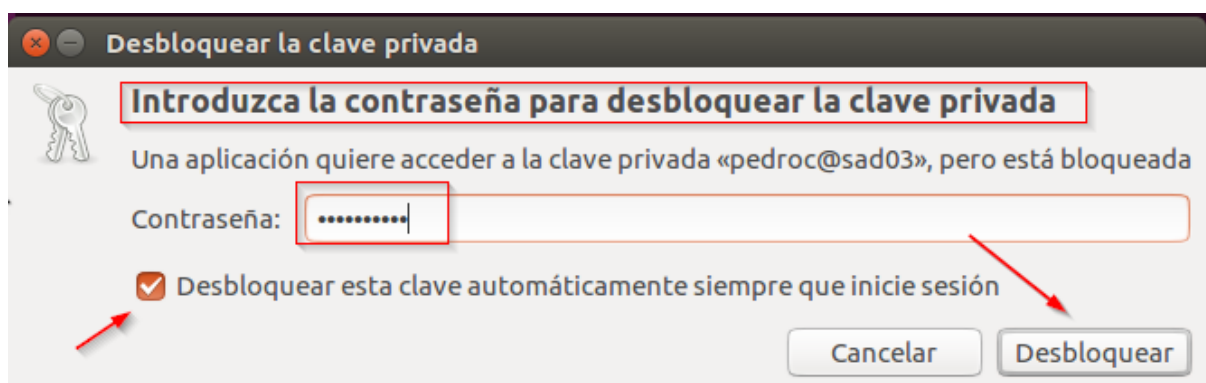 Desbloquear la clave privada
Introduzca la contraseña para desbloquear la clave privada
Una aplicación quiere acceder a la clave privada «pedroc@sad03», pero está bloqueada
Contraseña: ••••••••••
Desbloquear esta clave automáticamente siempre que inicie sesión
Cancelar Desbloquear